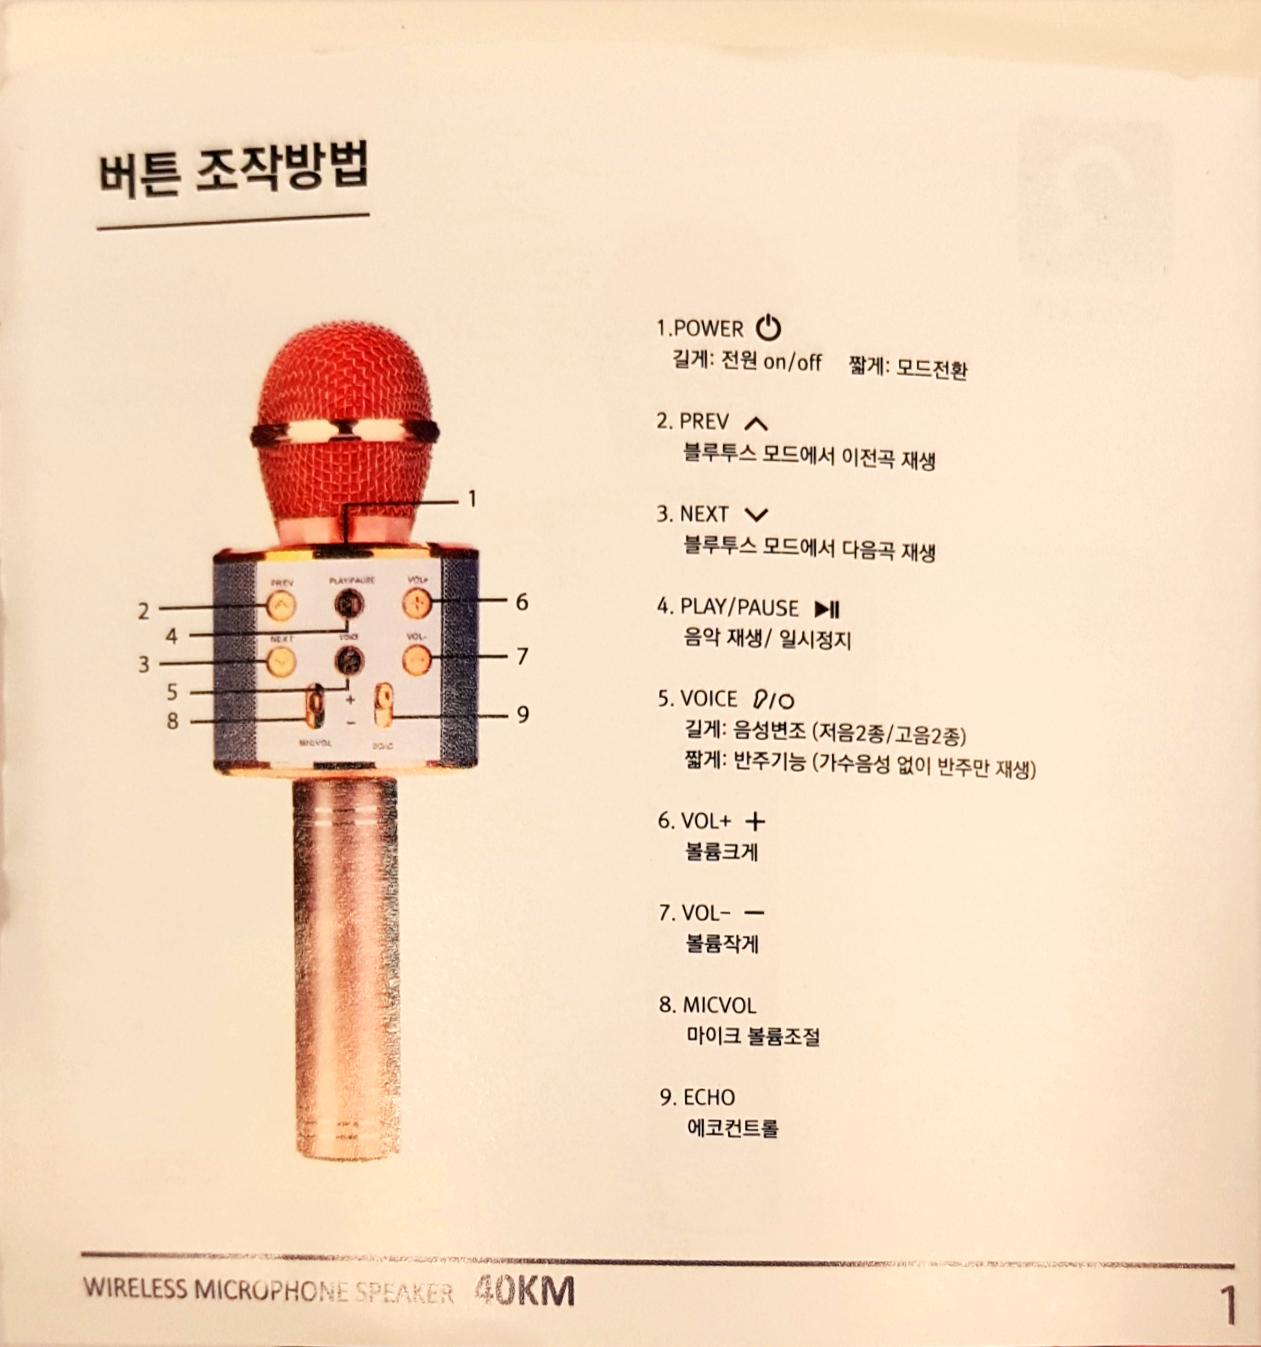 버튼 조작방법
1.POWER
길게: 전원 on/off 짧게: 모드전환
2. PREV
블루투스 모드에서 이전곡 재생
3. NEXT
블루투스 모드에서 다음곡 재생
4. PLAY/PAUSE
음악 재생/ 일시정지
5. VOICE
길게: 음성변조 (저음2종/고음2종)
짧게: 반주기능 (가수음성 없이 반주만 재생)
6. VOL+ +
볼륨크게
7. VOL- -
볼륨작게
8. MICVOL
마이크 볼륨조절
9. ECHO
에코컨트롤
1
PREV PLAY/PAUSE VOL+
2 6
4
NEXT VOICE VOL-
3 7
5
+
8 9
-
MICVOL
WIRELESS MICROPHONE SPEAKER 40KM
1